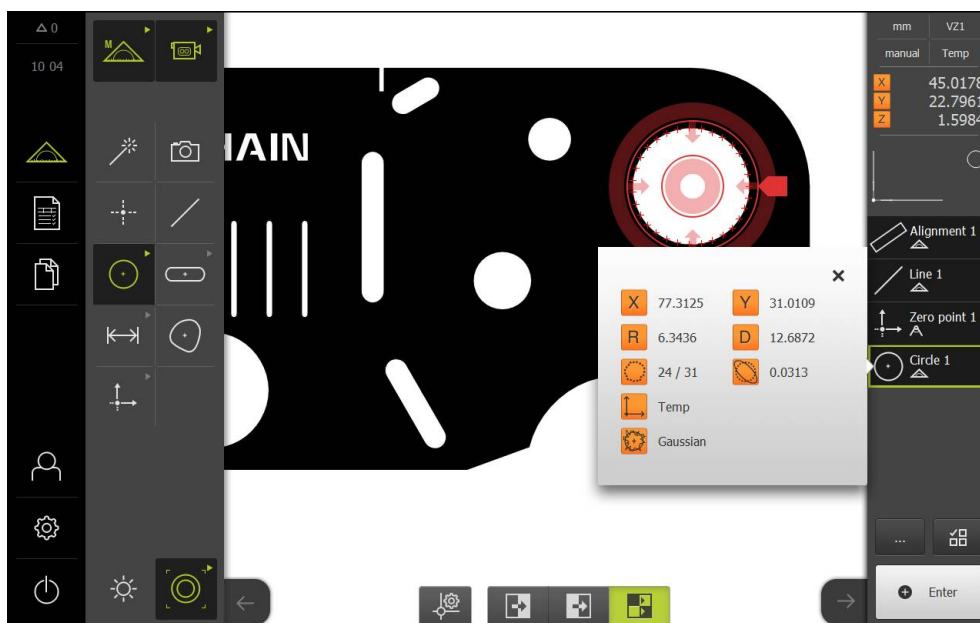 0
10 04
M
AIN
X 77.3125 Y 31.0109
R 6.3436 D 12.6872
24 / 31 0.0313
Temp
Gaussian
mm VZ1
manual Temp
X 45.0178
Y 22.7961
Z 1.5984
Alignment 1
Line 1
Zero point 1
Circle 1
...
Enter